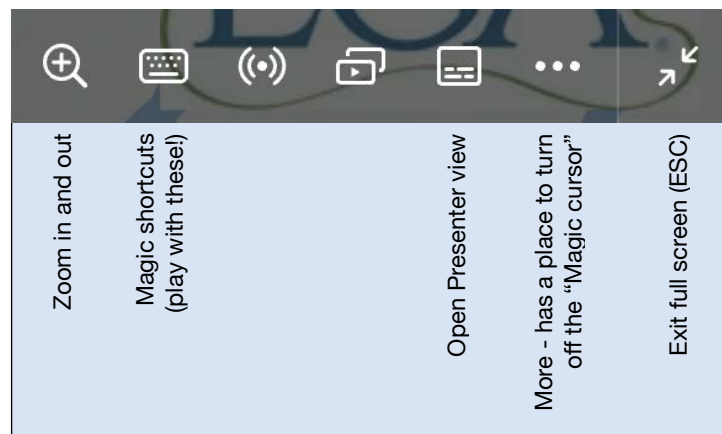 Zoom in and out
Magic shortcuts
(play with these!)
Open Presenter view
More - has a place to turn
off the “Magic cursor”
Exit full screen (ESC)